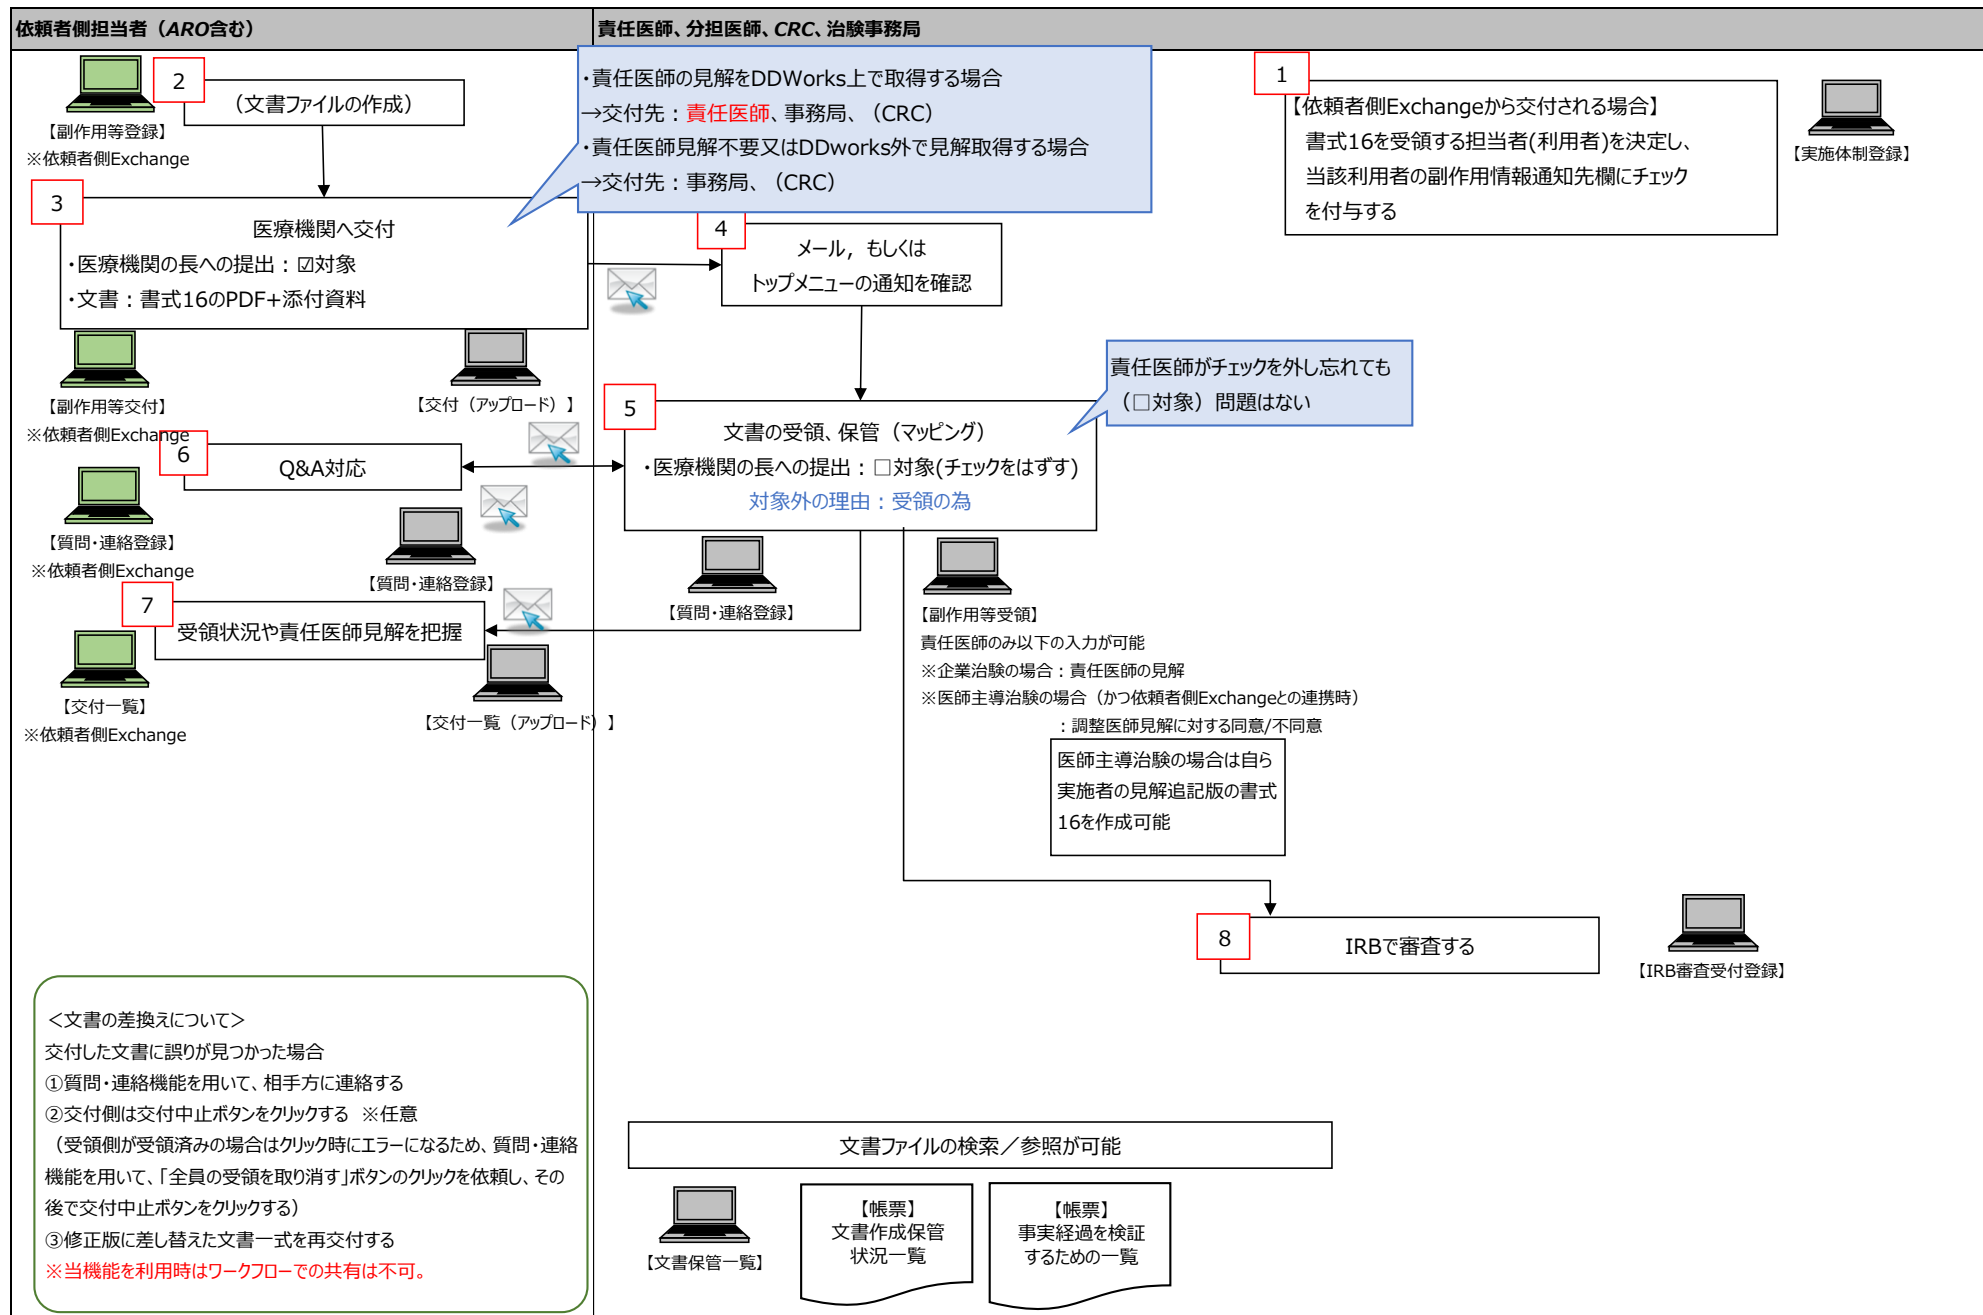 依頼者側担当者（ARO含む）
責任医師、分担医師、CRC、治験事務局
1
【依頼者側Exchangeから交付される場合】
書式16を受領する担当者(利用者)を決定し、
当該利用者の副作用情報通知先欄にチェック
を付与する
【実施体制登録】
2
（文書ファイルの作成）
【副作用等登録】
※依頼者側Exchange
・責任医師の見解をDDWorks上で取得する場合
→交付先：責任医師、事務局、（CRC）
・責任医師見解不要又はDDworks外で見解取得する場合
→交付先：事務局、（CRC）
3
医療機関へ交付
・医療機関の長への提出：☑対象
・文書：書式16のPDF+添付資料
【副作用等交付】
※依頼者側Exchange
【交付（アップロード）】
4
メール，もしくは
トップメニューの通知を確認
5
文書の受領、保管（マッピング）
・医療機関の長への提出：□対象(チェックをはずす)
対象外の理由：受領の為
責任医師がチェックを外し忘れても
（□対象）問題はない
6
Q&A対応
【質問・連絡登録】
※依頼者側Exchange
【質問・連絡登録】
【質問・連絡登録】
【副作用等受領】
責任医師のみ以下の入力が可能
※企業治験の場合：責任医師の見解
※医師主導治験の場合（かつ依頼者側Exchangeとの連携時）
：調整医師見解に対する同意/不同意
医師主導治験の場合は自ら
実施者の見解追記版の書式
16を作成可能
7
受領状況や責任医師見解を把握
【交付一覧】
※依頼者側Exchange
【交付一覧（アップロード）】
8
IRBで審査する
【IRB審査受付登録】
＜文書の差換えについて＞
交付した文書に誤りが見つかった場合
①質問・連絡機能を用いて、相手方に連絡する
②交付側は交付中止ボタンをクリックする　※任意
（受領側が受領済みの場合はクリック時にエラーになるため、質問・連絡
機能を用いて、「全員の受領を取り消す」ボタンのクリックを依頼し、その
後で交付中止ボタンをクリックする）
③修正版に差し替えた文書一式を再交付する
※当機能を利用時はワークフローでの共有は不可。
文書ファイルの検索／参照が可能
【文書保管一覧】
【帳票】
文書作成保管
状況一覧
【帳票】
事実経過を検証
するための一覧